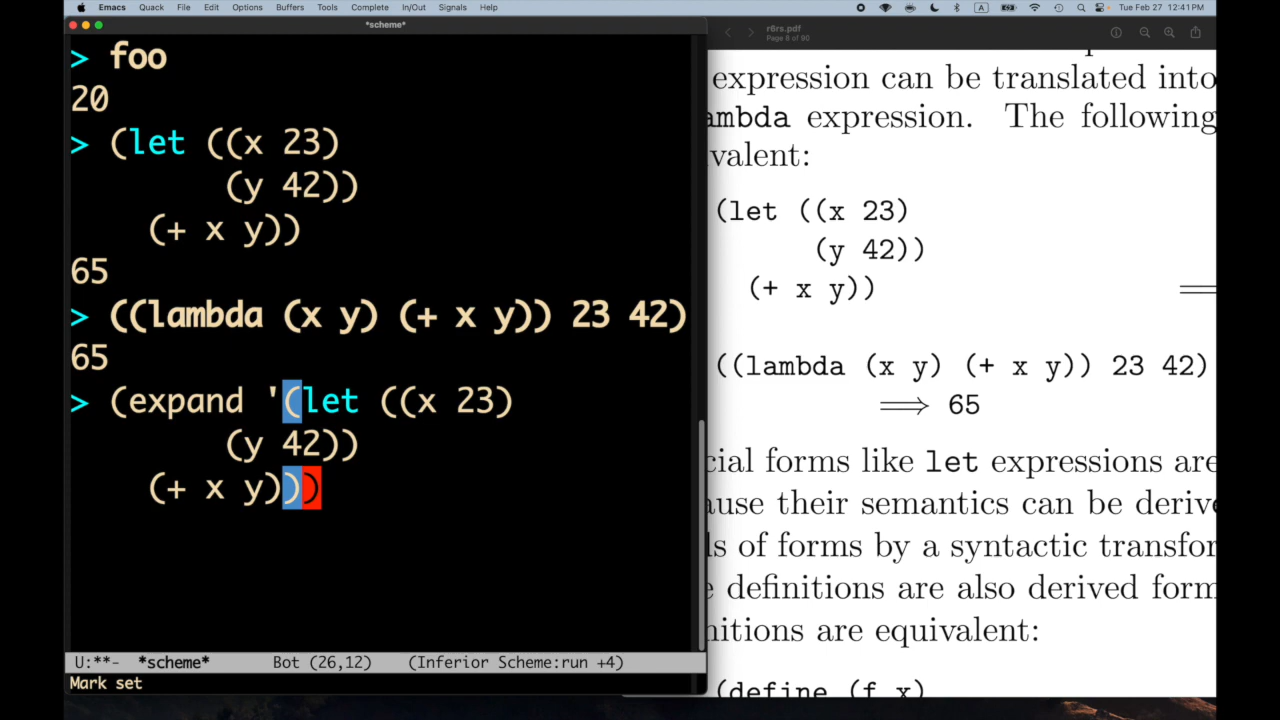 Emacs Quack File Edit Options Buffers Tools Complete In/Out Signals Help
A Tue Feb 27 12:41 PM
*scheme*
> foo
20
> (let ((x 23)
(y 42))
(+ x y))
65
> ((lambda (x y) (+ x y)) 23 42)
65
> (expand '(let ((x 23)
(y 42))
(+ x y)))
U:**- *scheme* Bot (26,12) (Inferior Scheme:run +4)
Mark set
r6rs.pdf
Page 8 of 90
expression can be translated into
ambda expression. The following
valent:
(let ((x 23)
(y 42))
(+ x y)) ⟹
((lambda (x y) (+ x y)) 23 42)
⟹ 65
cial forms like let expressions are
ause their semantics can be derive
ls of forms by a syntactic transfor
e definitions are also derived form
nitions are equivalent:
(define (f x)